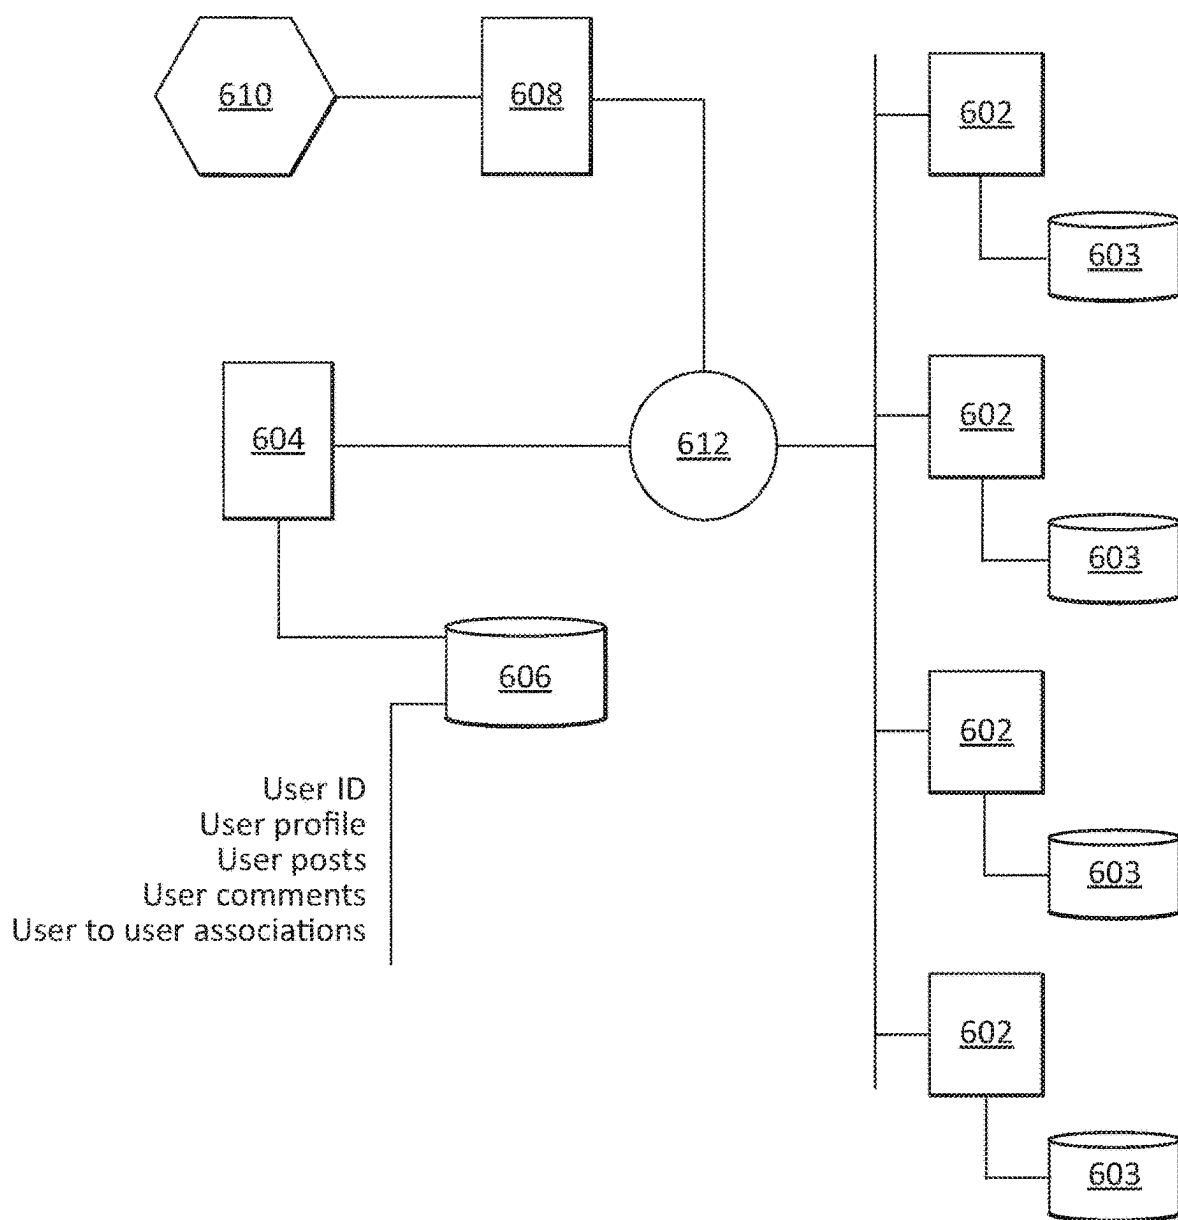 610
608
602
603
604
612
602
603
606
602
603
User ID
User profile
User posts
User comments
User to user associations
602
603